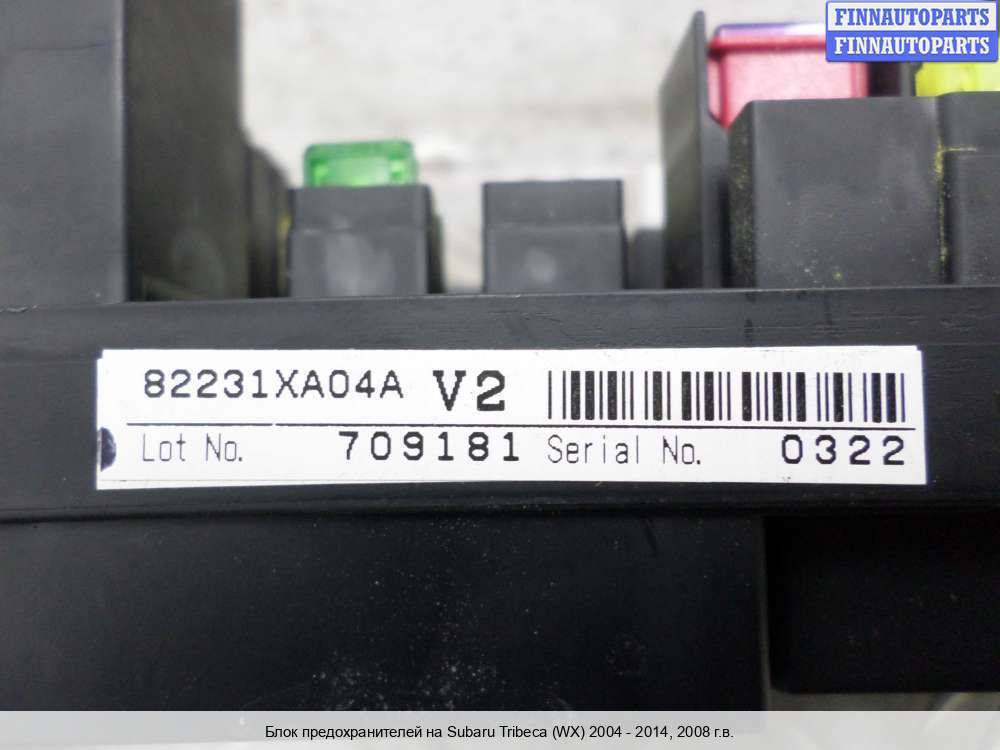 FINNAUTOPARTS
FINNAUTOPARTS
82231XA04A V2
Lot No. 709181 Serial No. 0322
Блок предохранителей на Subaru Tribeca (WX) 2004 - 2014, 2008 г.в.